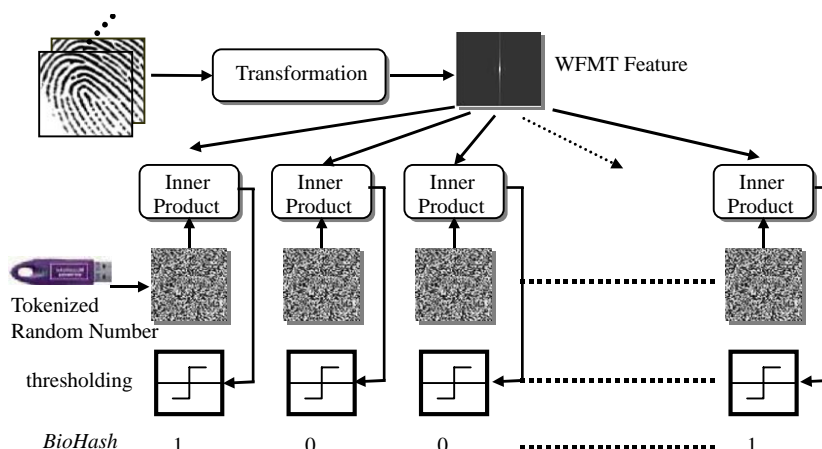 Transformation
WFMT Feature
Inner
Product
Inner
Product
Inner
Product
Inner
Product
Tokenized
Random Number
thresholding
BioHash 1 0 0 1